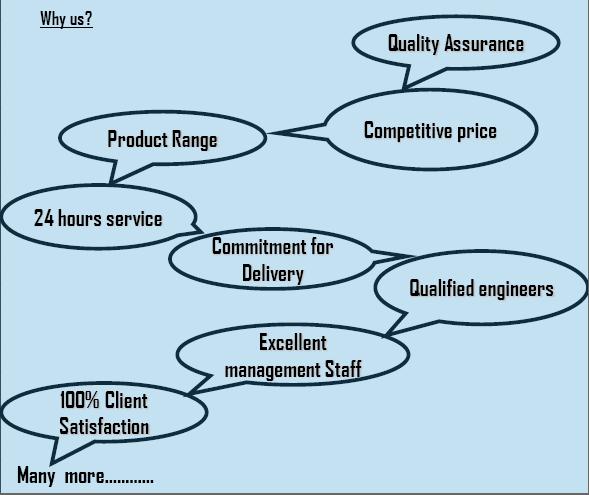 Why us?
Quality Assurance
Competitive price
Product Range
24 hours service
Commitment for
Delivery
Qualified engineers
Excellent
management Staff
100% Client
Satisfaction
Many more............